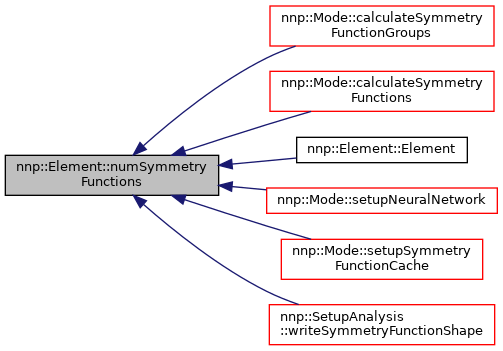 nnp::Mode::calculateSymmetry
FunctionGroups
nnp::Mode::calculateSymmetry
Functions
nnp::Element::Element
nnp::Element::numSymmetry
Functions
nnp::Mode::setupNeuralNetwork
nnp::Mode::setupSymmetry
FunctionCache
nnp::SetupAnalysis
::writeSymmetryFunctionShape